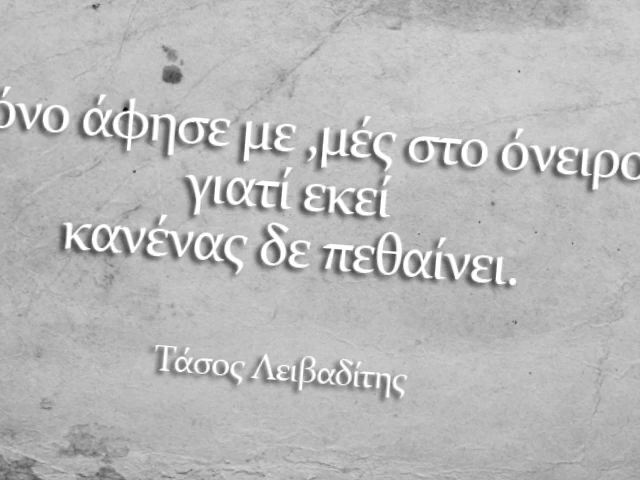 όνο άφησε με ,μές στο όνειρο
γιατί εκεί
κανένας δε πεθαίνει.
Τάσος Λειβαδίτης